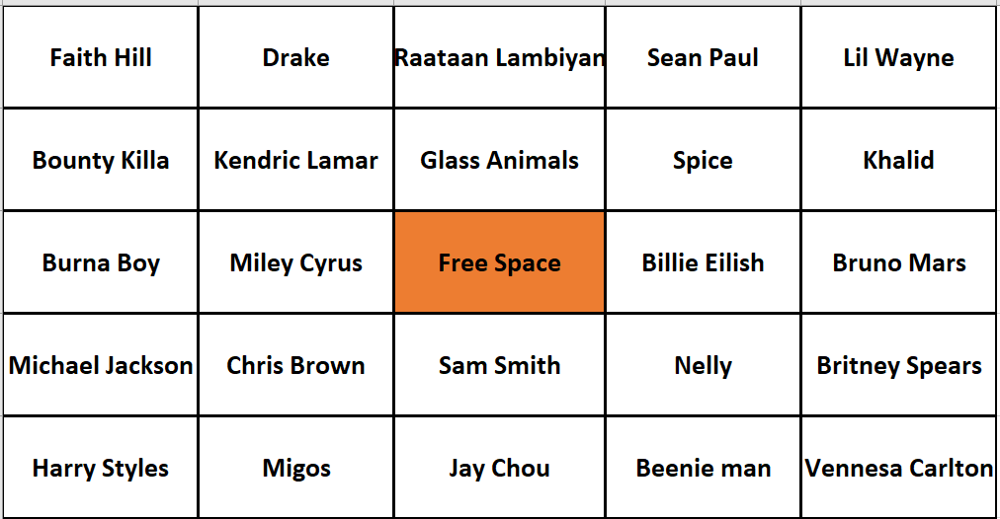 Faith Hill Drake Raataan Lambiyan Sean Paul Lil Wayne
Bounty Killa Kendric Lamar Glass Animals Spice Khalid
Burna Boy Miley Cyrus Free Space Billie Eilish Bruno Mars
Michael Jackson Chris Brown Sam Smith Nelly Britney Spears
Harry Styles Migos Jay Chou Beenie man Vennesa Carlton